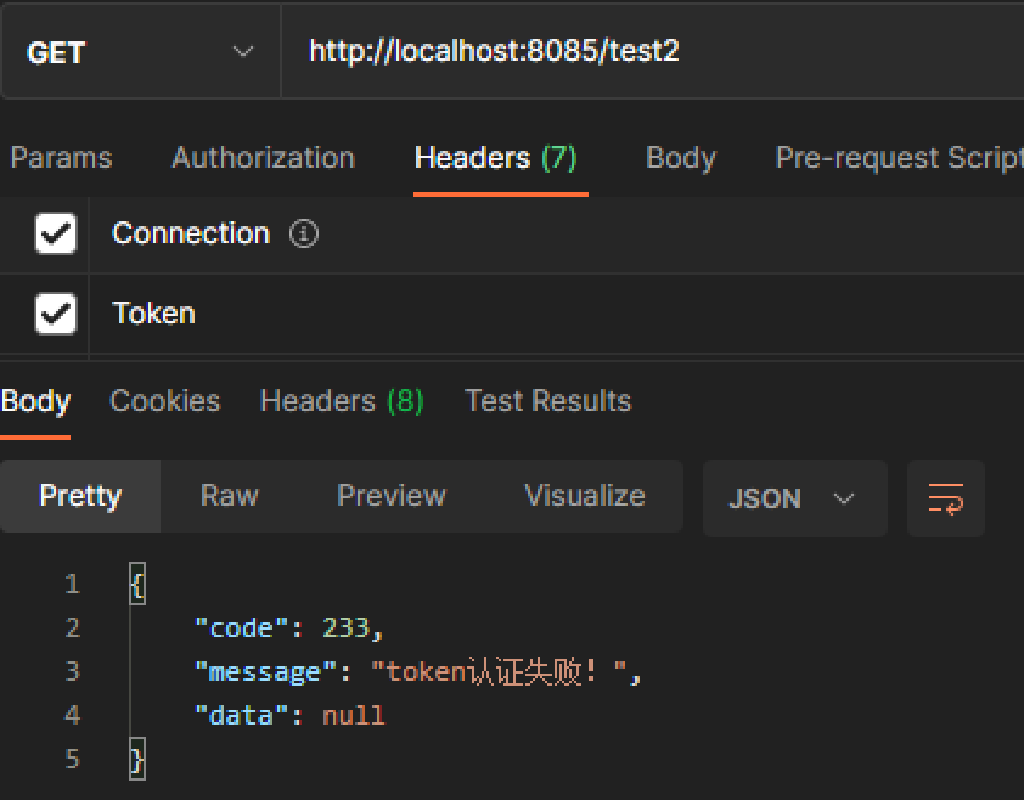 GET http://localhost:8085/test2
Params Authorization Headers (7) Body Pre-request Script
Connection
Token
Body Cookies Headers (8) Test Results
Pretty Raw Preview Visualize JSON
1 {
2 "code": 233,
3 "message": "token认证失败！",
4 "data": null
5 }